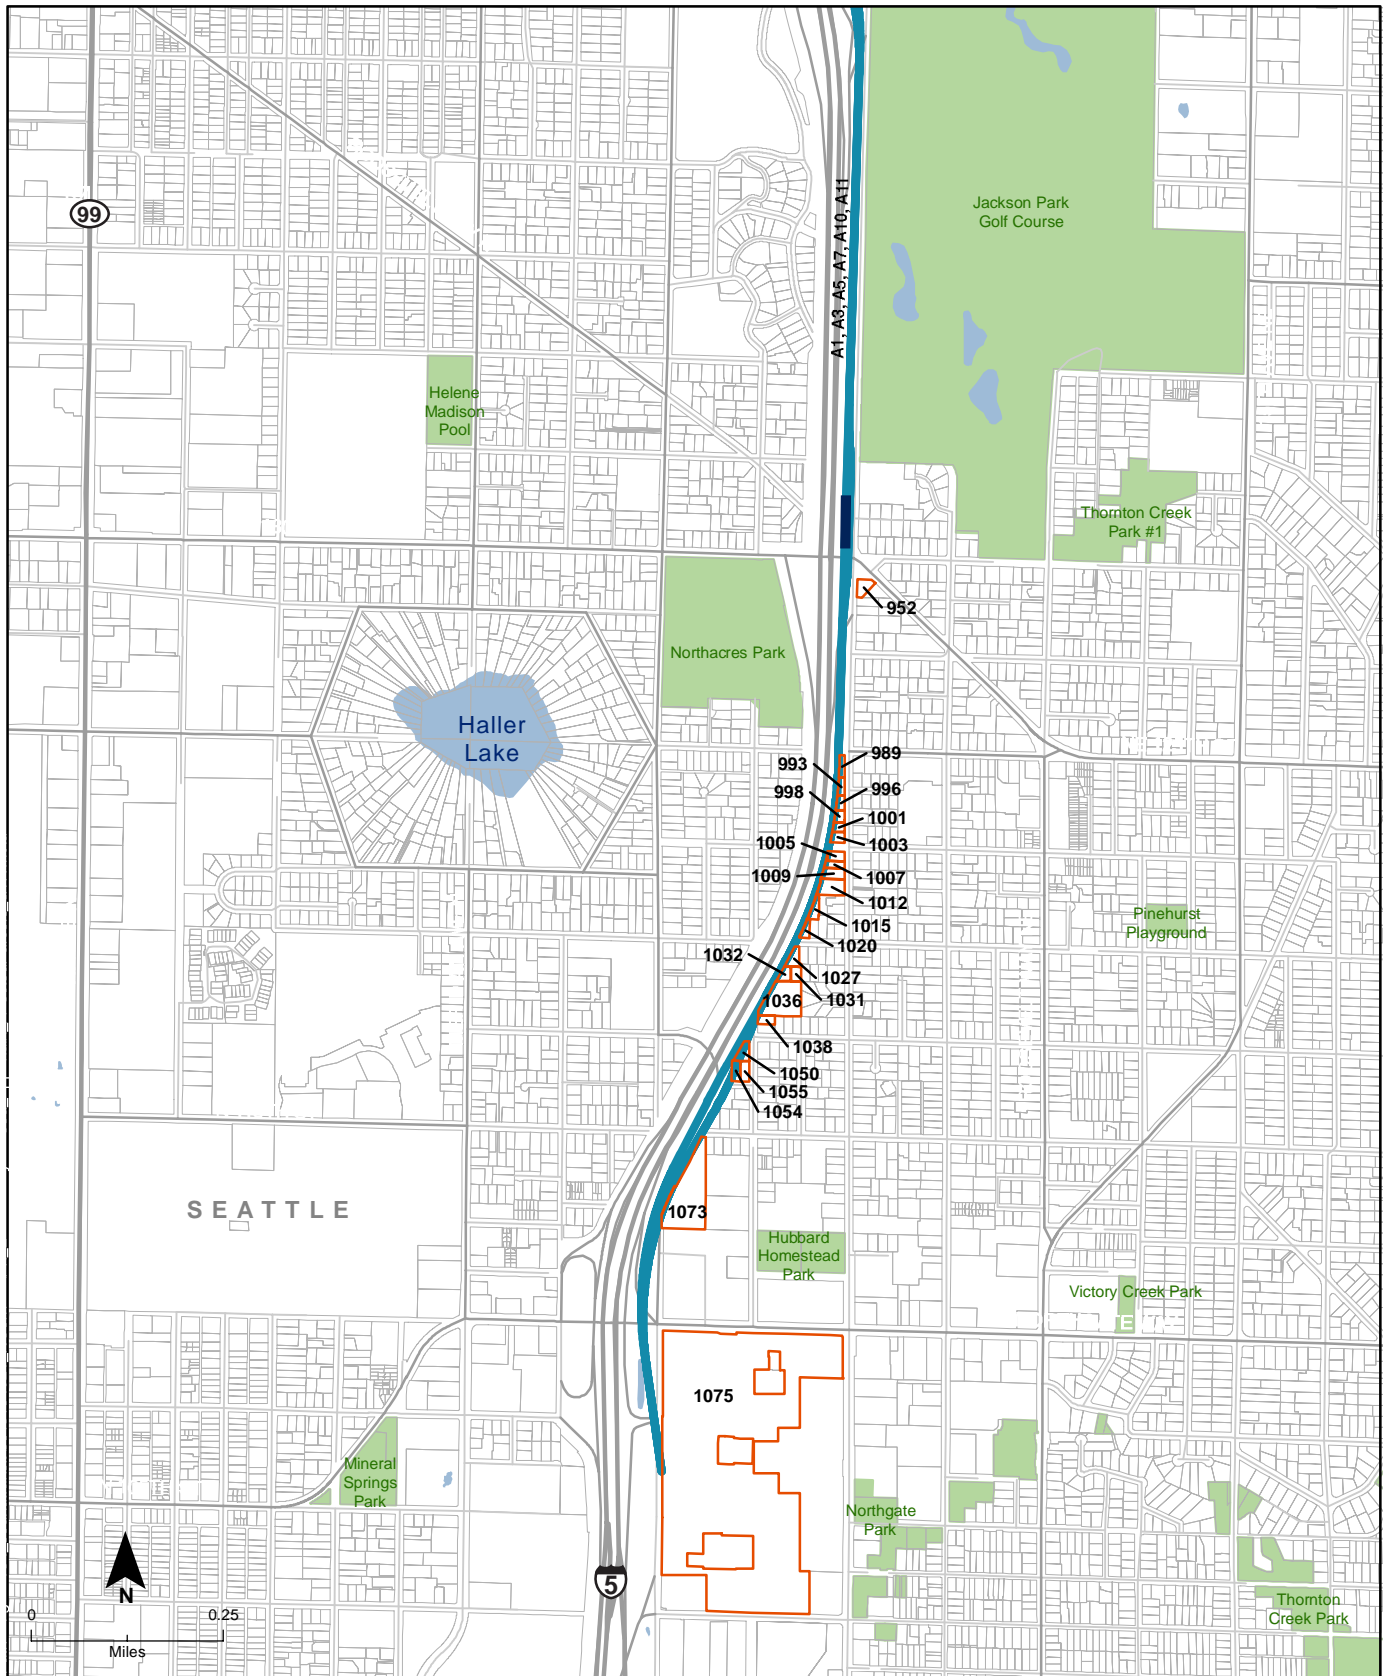 99
A1, A3, A5, A7, A10, A11
Jackson Park
Golf Course
Helene
Madison
Pool
Thornton Creek
Park #1
952
Northacres Park
Haller
Lake
989
993
996
998
1001
1003
1005
1007
1009
1012
Pinehurst
Playground
1015
1020
1032
1027
1031
1036
1038
1050
1055
1054
SEATTLE
1073
Hubbard
Homestead
Park
Victory Creek Park
1075
Mineral
Springs
Park
Northgate
Park
5
N
0
0.25
Miles
Thornton
Creek Park